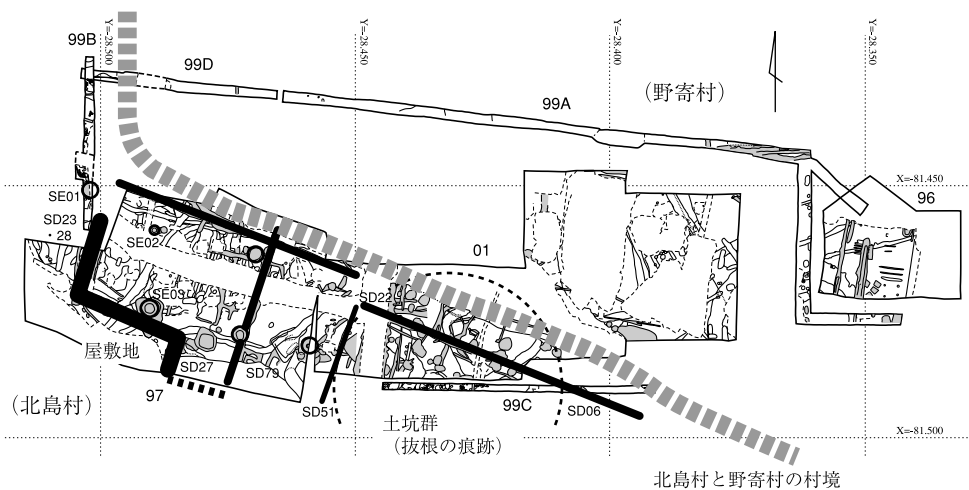 Y=-28.500
Y=-28.450
Y=-28.400
Y=-28.350
99B
99D
99A
(野寄村)
X=-81.450
96
SE01
SD23
28
SE02
01
SE03
SD22
屋敷地
SD27
SD79
(北島村)
97
SD51
99C
SD06
土坑群
(抜根の痕跡)
X=-81.500
北島村と野寄村の村境